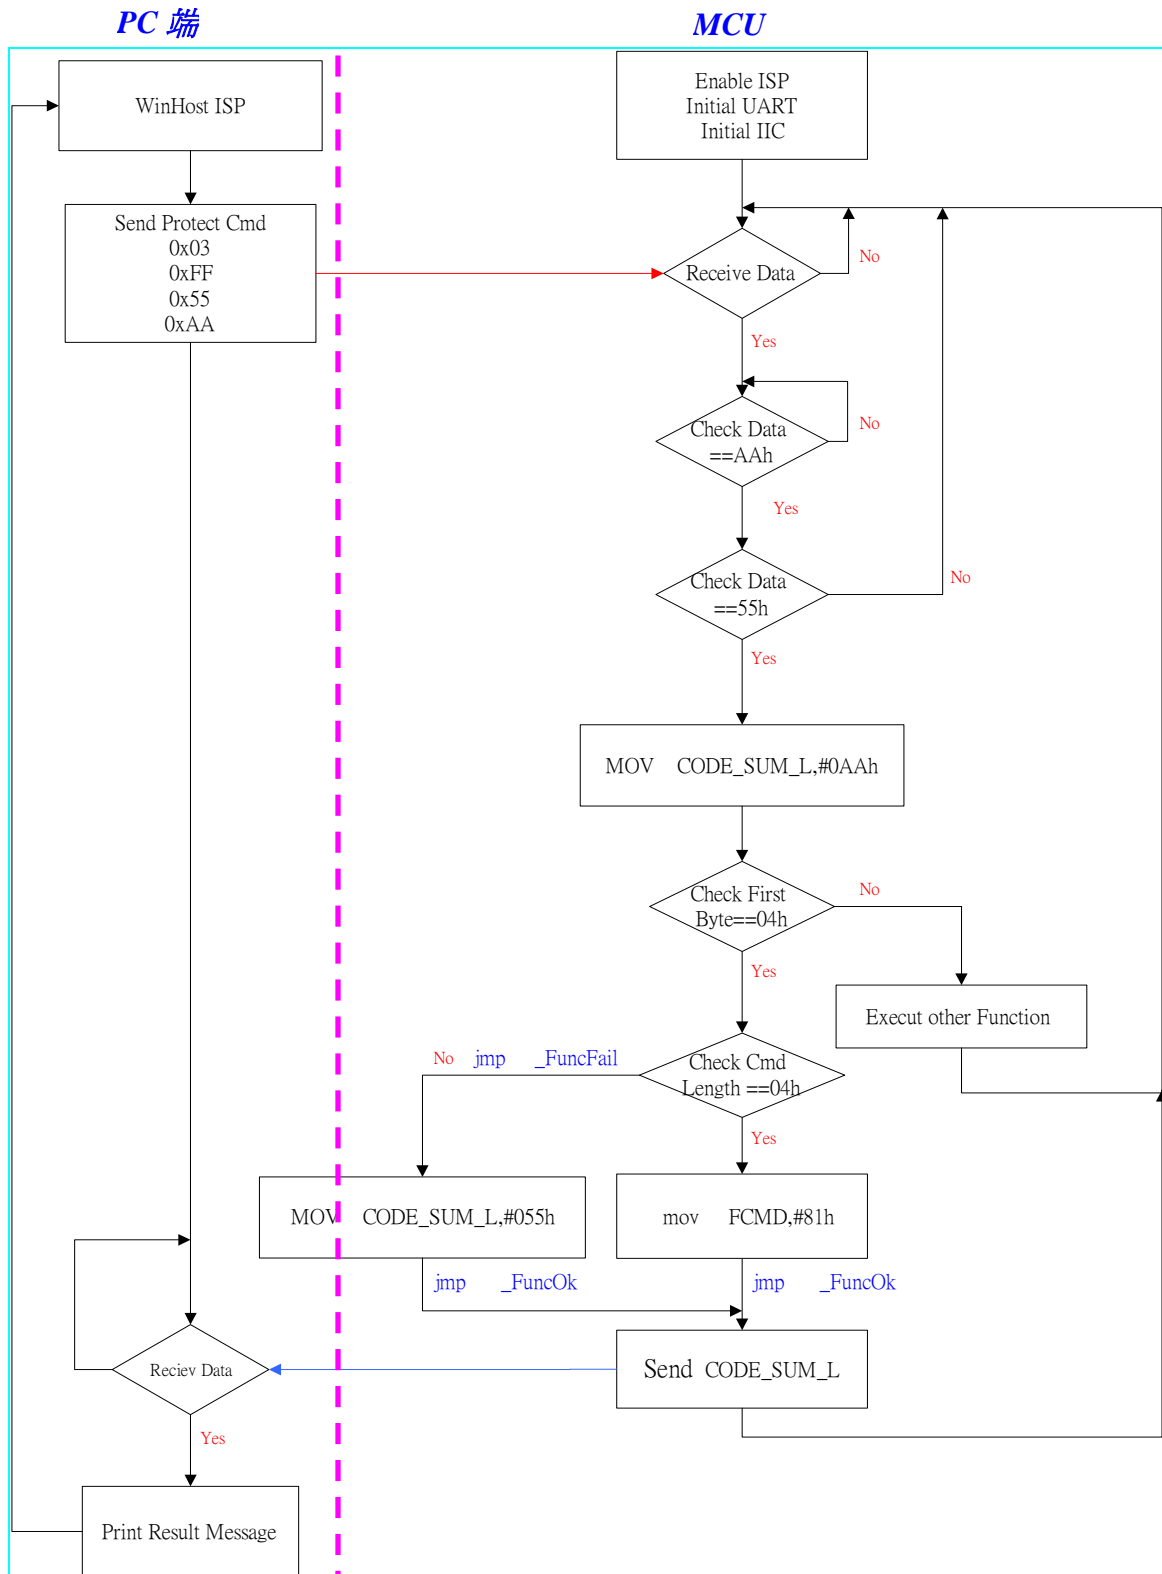 PC 端
MCU
WinHost ISP
Send Protect Cmd
0x03
0xFF
0x55
0xAA
Enable ISP
Initial UART
Initial IIC
Receive Data
No
Yes
Check Data
==AAh
No
Yes
Check Data
==55h
No
Yes
MOV CODE_SUM_L,#0AAh
Check First
Byte==04h
No
Yes
Execut other Function
Check Cmd
Length ==04h
No jmp _FuncFail
Yes
MOV CODE_SUM_L,#055h
mov FCMD,#81h
jmp _FuncOk
jmp _FuncOk
Send CODE_SUM_L
Reciev Data
Yes
Print Result Message